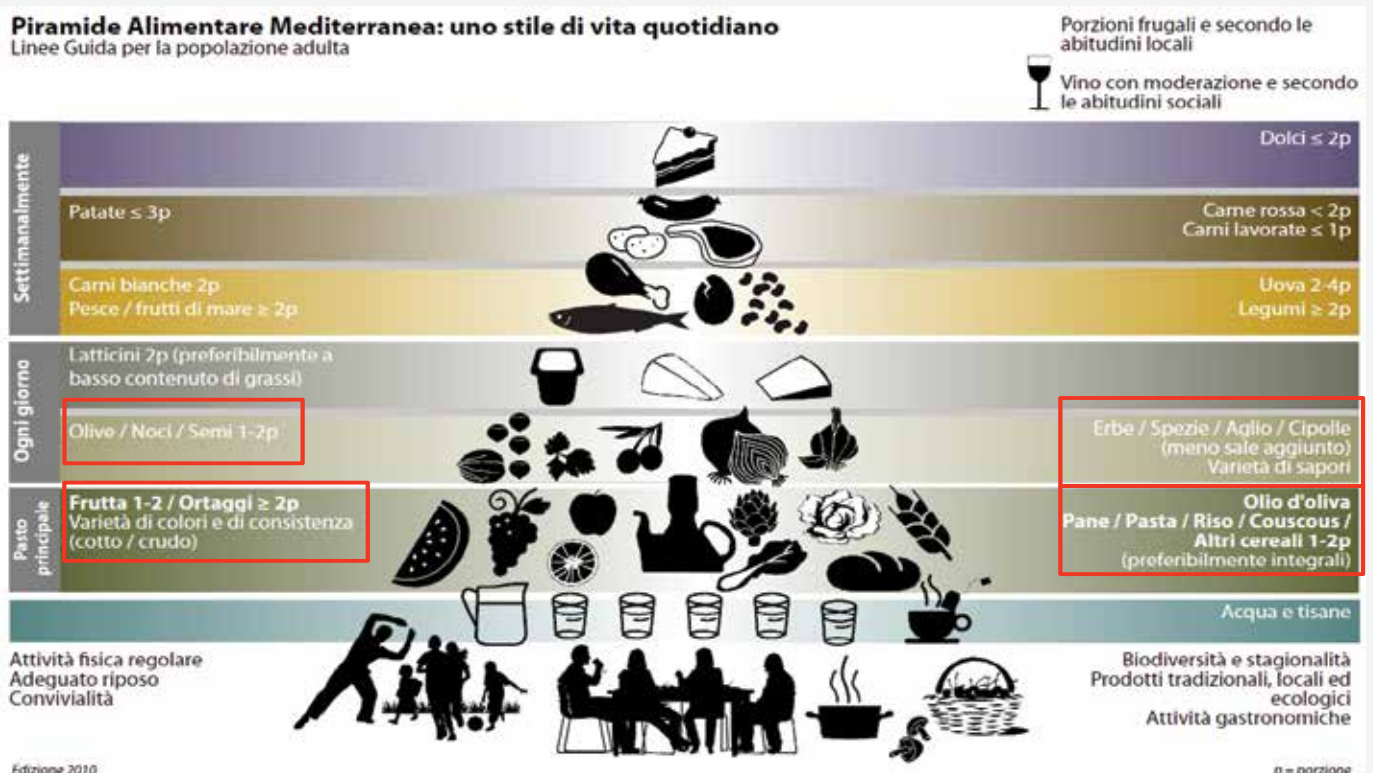 Piramide Alimentare Mediterranea: uno stile di vita quotidiano
Linee Guida per la popolazione adulta
Porzioni frugali e secondo le
abitudini locali
Vino con moderazione e secondo
le abitudini sociali
Settimanalmente
Dolci ≤ 2p
Patate ≤ 3p
Carne rossa < 2p
Carni lavorate ≤ 1p
Carni bianche 2p
Pesce / frutti di mare ≥ 2p
Uova 2-4p
Legumi ≥ 2p
Ogni giorno
Latticini 2p (preferibilmente a
basso contenuto di grassi)
Olive / Noci / Semi 1-2p
Erbe / Spezie / Aglio / Cipolle
(meno sale aggiunto)
Varietà di sapori
Pasto
principale
Frutta 1-2 / Ortaggi ≥ 2p
Varietà di colori e di consistenza
(cotto / crudo)
Olio d'oliva
Pane / Pasta / Riso / Couscous /
Altri cereali 1-2p
(preferibilmente integrali)
Acqua e tisane
Attività fisica regolare
Adeguato riposo
Convivialità
Biodiversità e stagionalità
Prodotti tradizionali, locali ed
ecologici
Attività gastronomiche
Edizione 2010
p = porzione